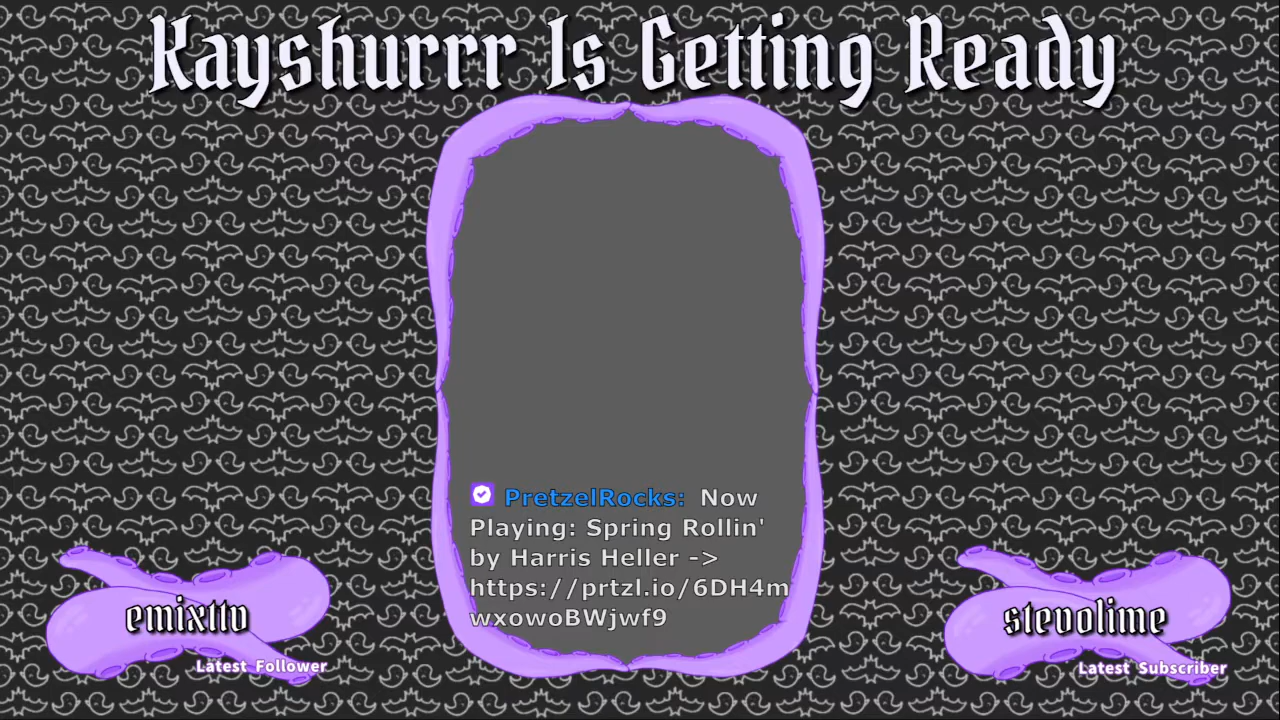 Kayshurrr Is Getting Ready
PretzelRocks: Now
Playing: Spring Rollin'
by Harris Heller ->
https://prtzl.io/6DH4m
wxowoBWjwf9
emixttv
Latest Follower
stevolime
Latest Subscriber